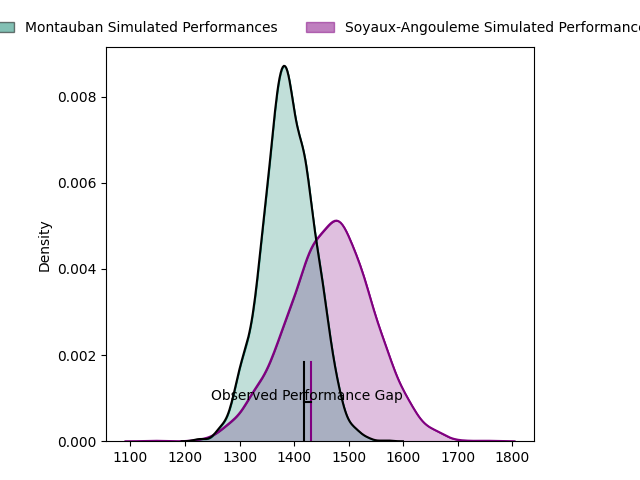 Montauban Simulated Performances
Soyaux-Angouleme Simulated Performance
0.008
0.006
0.004
0.002
0.000
Density
Observed Performance Gap
1100 1200 1300 1400 1500 1600 1700 1800